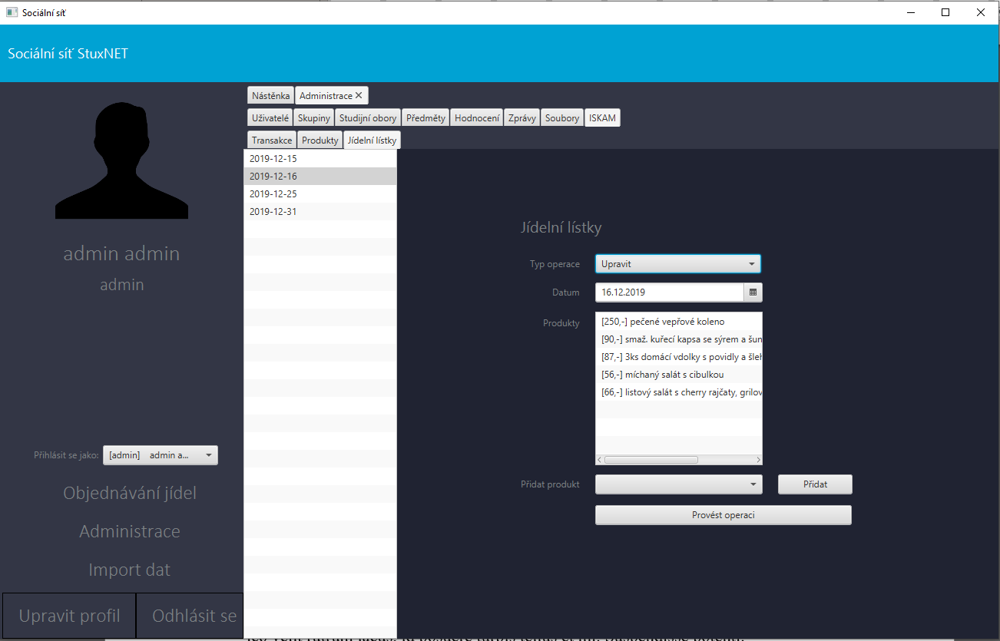 Sociální síť
Sociální síť StuxNET
admin admin
admin
Přihlásit se jako:
[admin] admin a...
Objednávání jídel
Administrace
Import dat
Upravit profil
Odhlásit se
Nástěnka
Administrace
Uživatelé
Skupiny
Studijní obory
Předměty
Hodnocení
Zprávy
Soubory
ISKAM
Transakce
Produkty
Jídelní lístky
2019-12-15
2019-12-16
2019-12-25
2019-12-31
Jídelní lístky
Typ operace
Upravit
Datum
16.12.2019
Produkty
[250,-] pečené vepřové koleno
[90,-] smaž. kuřecí kapsa se sýrem a šun
[87,-] 3ks domácí vdolky s povidly a šleh
[56,-] míchaný salát s cibulkou
[66,-] listový salát s cherry rajčaty, grilov
Přidat produkt
Přidat
Provést operaci